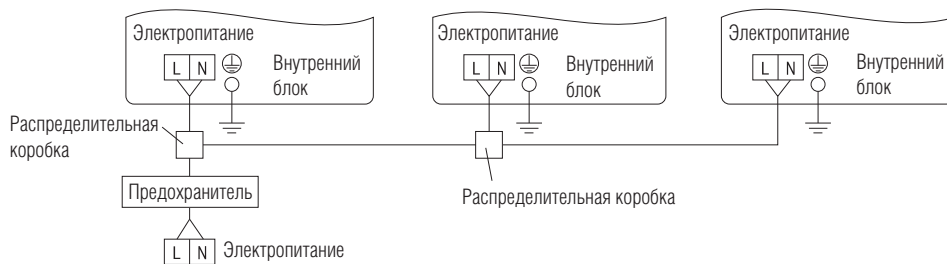 Электропитание
L N
Внутренний
блок
Электропитание
L N
Внутренний
блок
Электропитание
L N
Внутренний
блок
Распределительная
коробка
Распределительная коробка
Предохранитель
L N
Электропитание